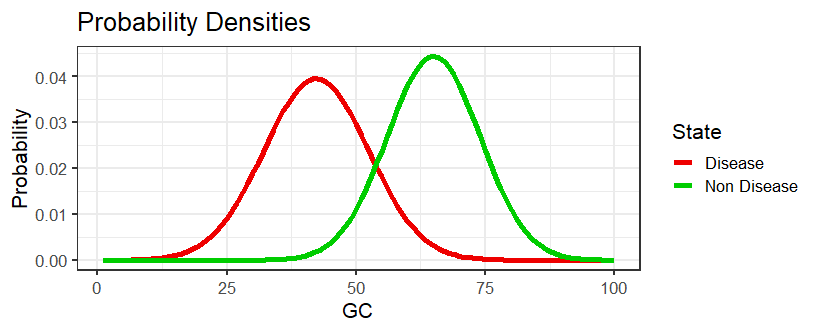 Probability Densities
Probability
0.04
0.03
0.02
0.01
0.00
0 25 50 75 100
GC
State
Disease
Non Disease